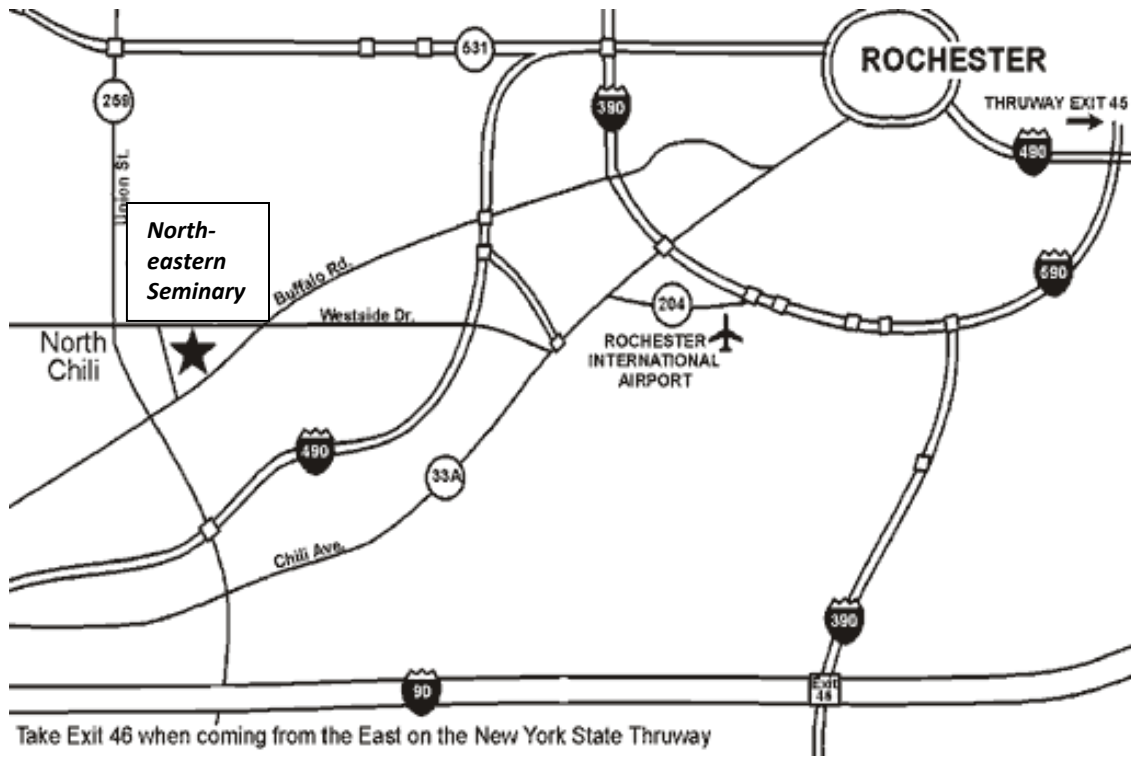 531
259
390
ROCHESTER
THRUWAY EXIT 45
490
Union St.
North-
eastern
Seminary
Buffalo Rd.
Westside Dr.
590
204
ROCHESTER
INTERNATIONAL
AIRPORT
North
Chili
490
33A
Chili Ave.
390
90
Exit
46
Take Exit 46 when coming from the East on the New York State Thruway